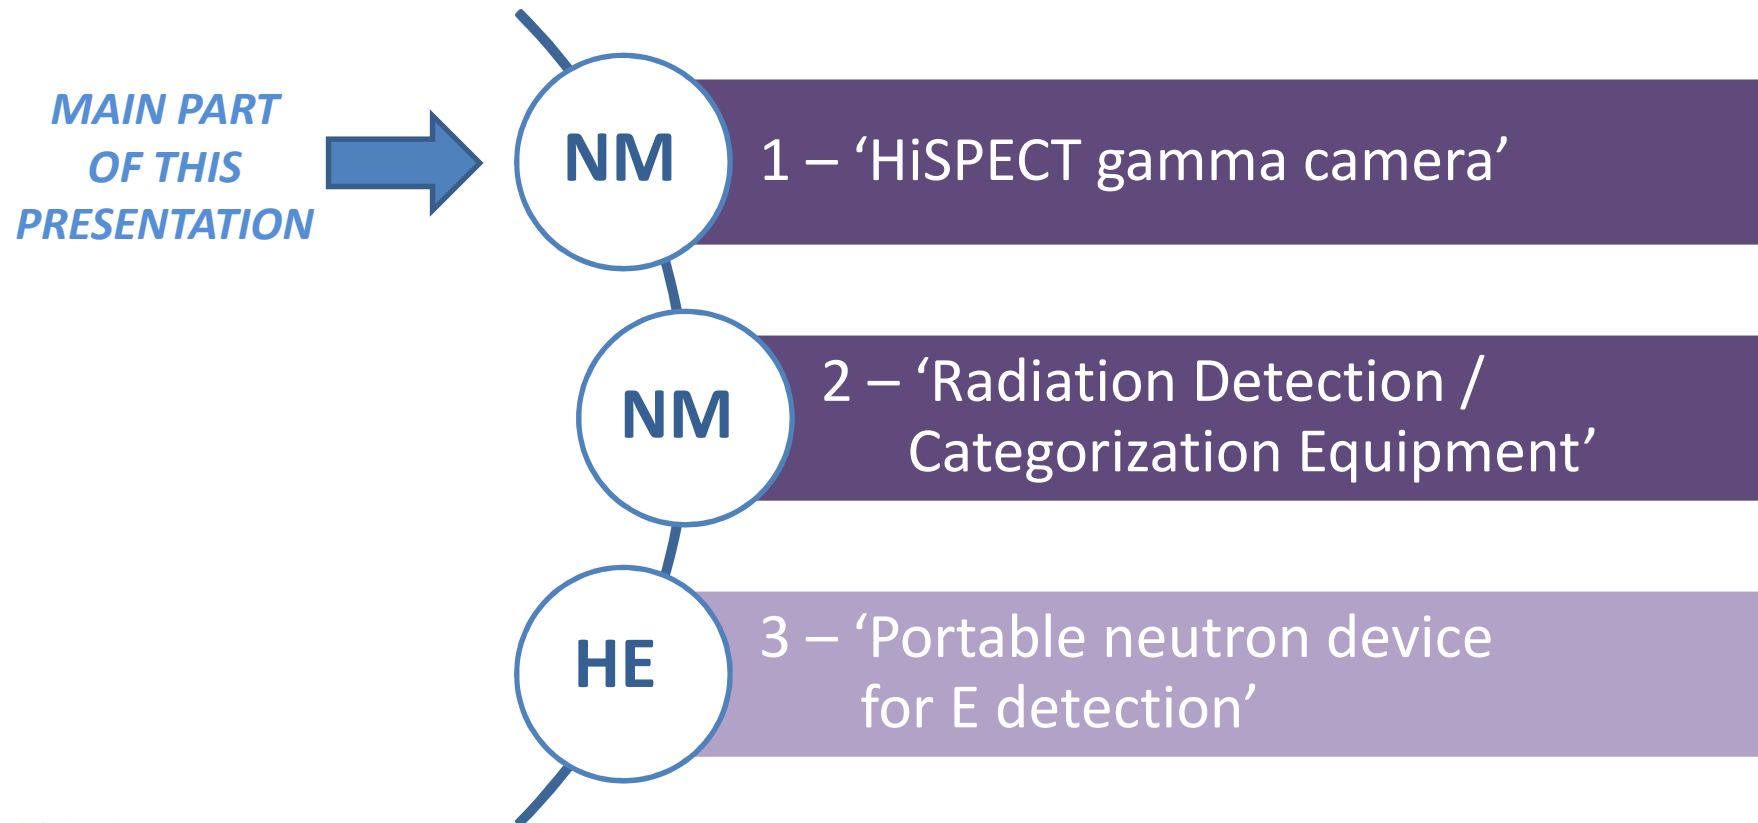 MAIN PART
OF THIS
PRESENTATION
NM
1 – ‘HiSPECT gamma camera’
NM
2 – ‘Radiation Detection /
Categorization Equipment’
HE
3 – ‘Portable neutron device
for E detection’